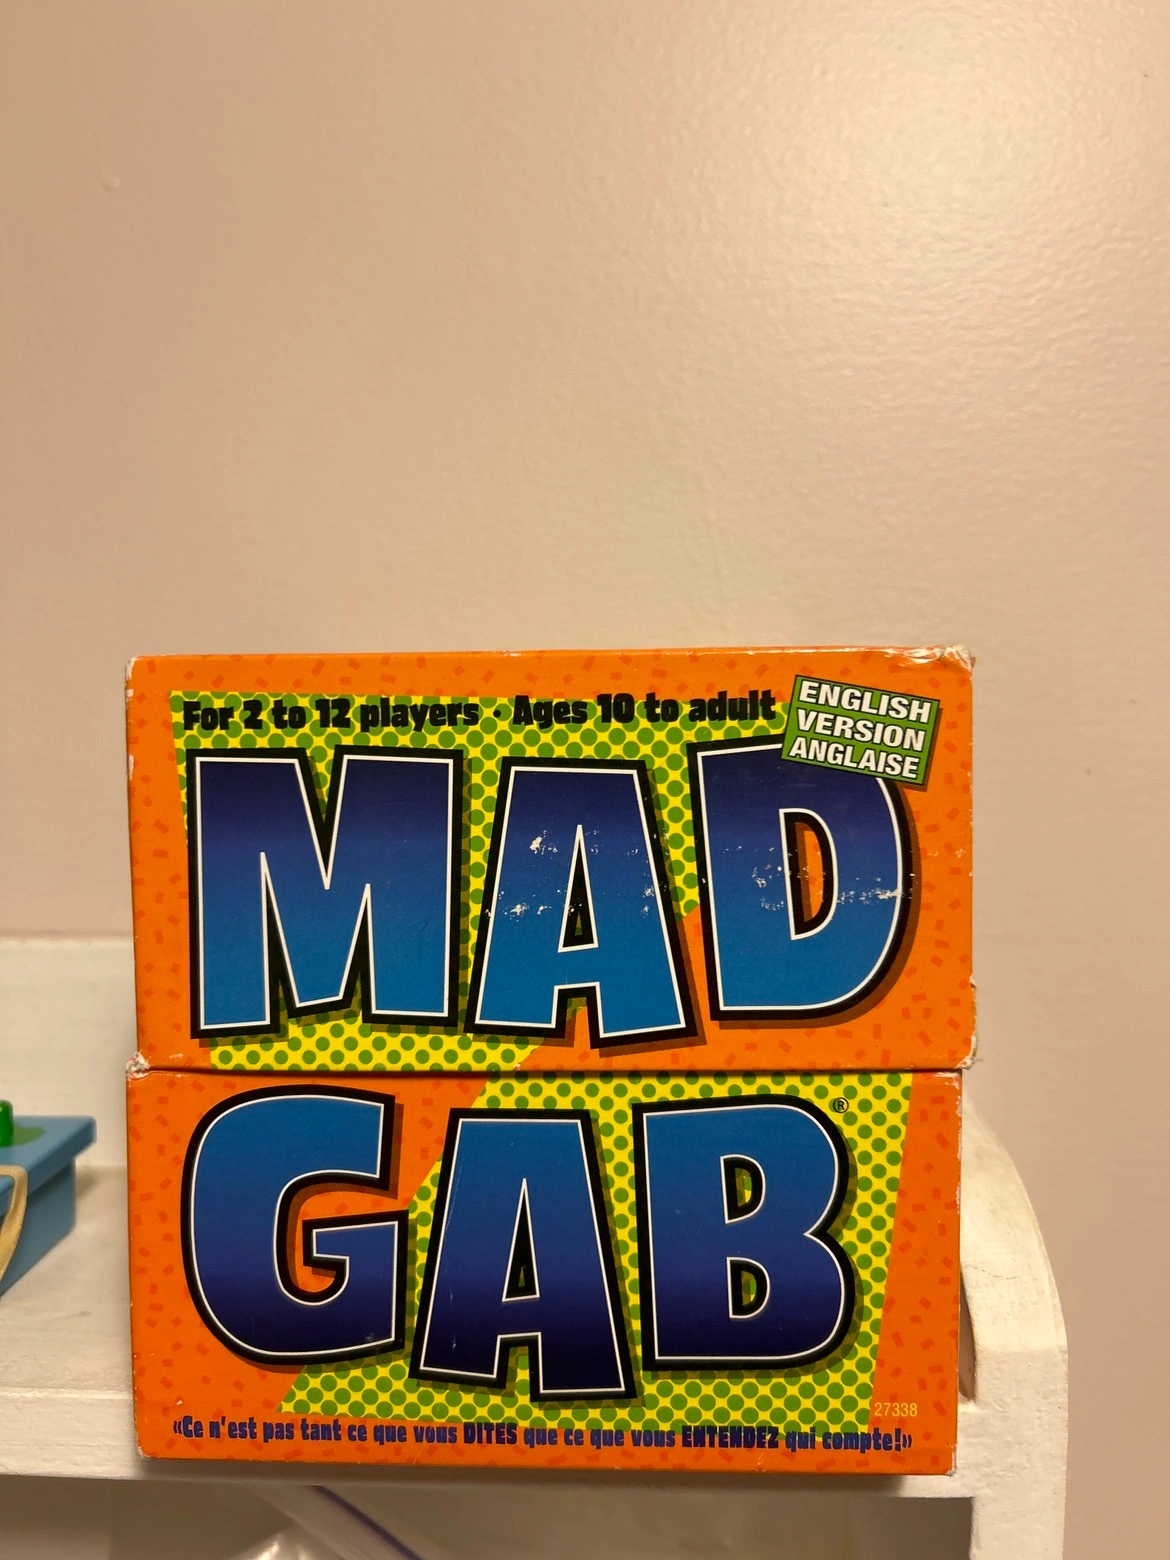 For 2 to 12 players • Ages 10 to adult
ENGLISH
VERSION
ANGLAISE
MAD
GAB®
27338
«Ce n'est pas tant ce que vous DITES que ce que vous ENTENDEZ qui compte!»